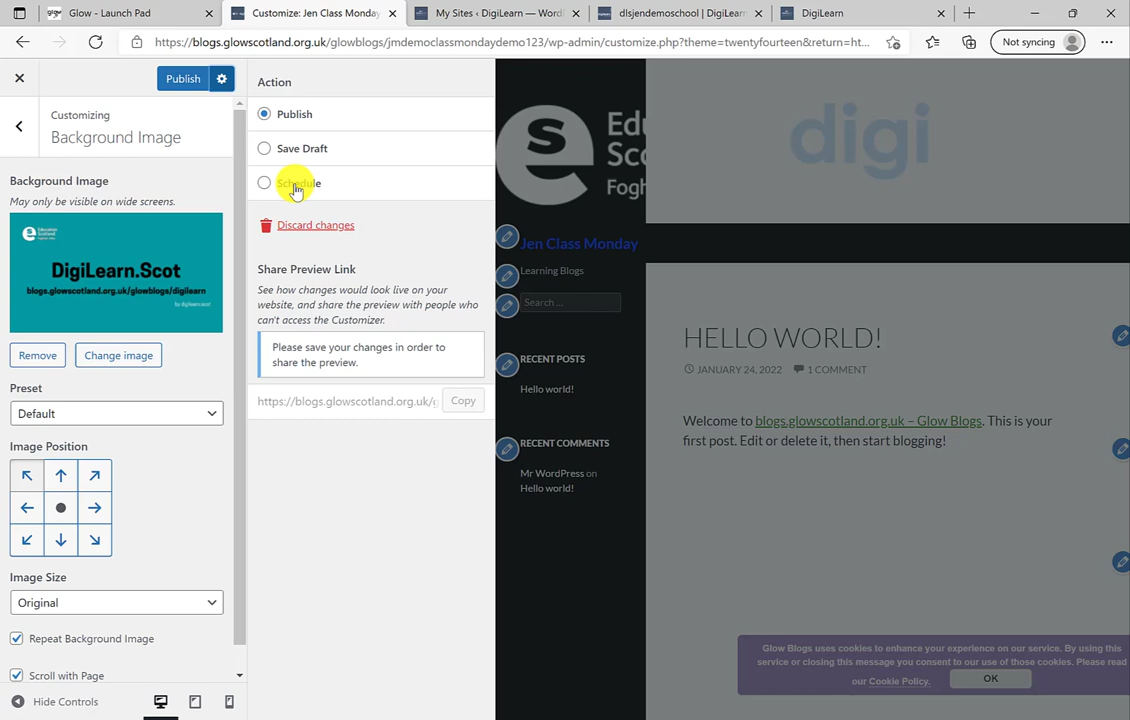 Glow – Launch Pad
Customize: Jen Class Monday
My Sites ‹ DigiLearn — WordP
dlsjendemoschool | DigiLearn
DigiLearn
https://blogs.glowscotland.org.uk/glowblogs/jmdemoclassmondaydemo123/wp-admin/customize.php?theme=twentyfourteen&return=ht...
Not syncing
Publish
Customizing
Background Image
Background Image
May only be visible on wide screens.
Education
Scotland
DigiLearn.Scot
blogs.glowscotland.org.uk/glowblogs/digilearn
by digilearn.scot
Remove
Change image
Preset
Default
Image Position
Image Size
Original
Repeat Background Image
Scroll with Page
Hide Controls
Action
Publish
Save Draft
Schedule
Discard changes
Share Preview Link
See how changes would look live on your
website, and share the preview with people who
can't access the Customizer.
Please save your changes in order to
share the preview.
https://blogs.glowscotland.org.uk/g
Copy
Edu
Sco
Fogh
digi
Jen Class Monday
Learning Blogs
Search …
RECENT POSTS
Hello world!
RECENT COMMENTS
Mr WordPress on
Hello world!
HELLO WORLD!
JANUARY 24, 2022
1 COMMENT
Welcome to blogs.glowscotland.org.uk – Glow Blogs. This is your
first post. Edit or delete it, then start blogging!
Glow Blogs uses cookies to enhance your experience on our service. By using this
service or closing this message you consent to our use of those cookies. Please read
our Cookie Policy.
OK